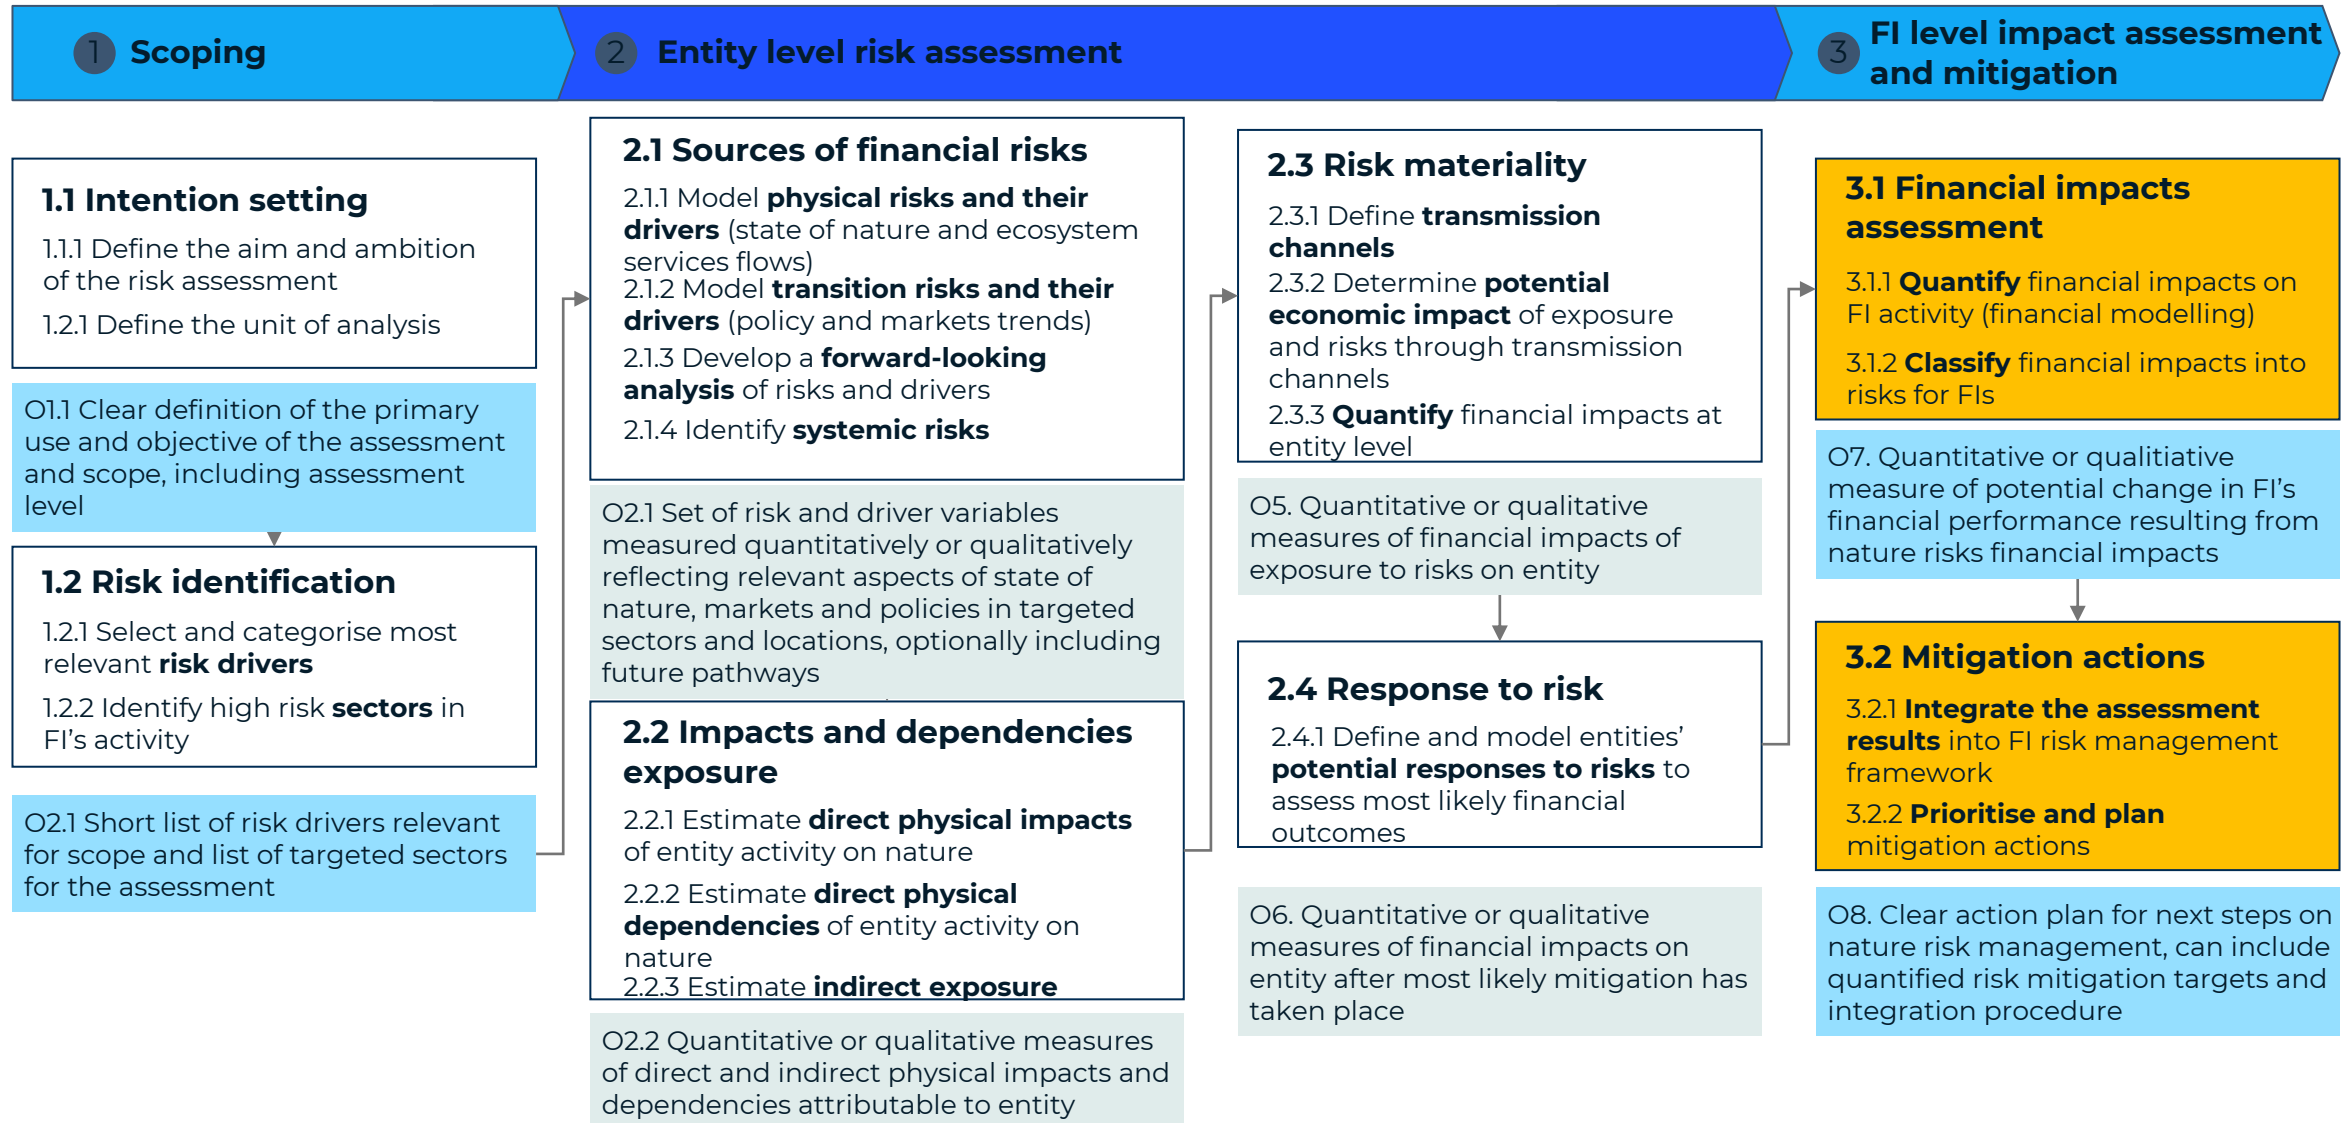 1 Scoping
2 Entity level risk assessment
3 FI level impact assessment
and mitigation
1.1 Intention setting
1.1.1 Define the aim and ambition
of the risk assessment
1.2.1 Define the unit of analysis
O1.1 Clear definition of the primary
use and objective of the assessment
and scope, including assessment
level
1.2 Risk identification
1.2.1 Select and categorise most
relevant risk drivers
1.2.2 Identify high risk sectors in
FI's activity
O2.1 Short list of risk drivers relevant
for scope and list of targeted sectors
for the assessment
2.1 Sources of financial risks
2.1.1 Model physical risks and their
drivers (state of nature and ecosystem
services flows)
2.1.2 Model transition risks and their
drivers (policy and markets trends)
2.1.3 Develop a forward-looking
analysis of risks and drivers
2.1.4 Identify systemic risks
O2.1 Set of risk and driver variables
measured quantitatively or qualitatively
reflecting relevant aspects of state of
nature, markets and policies in targeted
sectors and locations, optionally including
future pathways
2.2 Impacts and dependencies
exposure
2.2.1 Estimate direct physical impacts
of entity activity on nature
2.2.2 Estimate direct physical
dependencies of entity activity on
nature
2.2.3 Estimate indirect exposure
O2.2 Quantitative or qualitative measures
of direct and indirect physical impacts and
dependencies attributable to entity
2.3 Risk materiality
2.3.1 Define transmission
channels
2.3.2 Determine potential
economic impact of exposure
and risks through transmission
channels
2.3.3 Quantify financial impacts at
entity level
O5. Quantitative or qualitative
measures of financial impacts of
exposure to risks on entity
2.4 Response to risk
2.4.1 Define and model entities'
potential responses to risks to
assess most likely financial
outcomes
O6. Quantitative or qualitative
measures of financial impacts on
entity after most likely mitigation has
taken place
3.1 Financial impacts
assessment
3.1.1 Quantify financial impacts on
FI activity (financial modelling)
3.1.2 Classify financial impacts into
risks for FIs
O7. Quantitative or qualitiative
measure of potential change in FI's
financial performance resulting from
nature risks financial impacts
3.2 Mitigation actions
3.2.1 Integrate the assessment
results into FI risk management
framework
3.2.2 Prioritise and plan
mitigation actions
O8. Clear action plan for next steps on
nature risk management, can include
quantified risk mitigation targets and
integration procedure